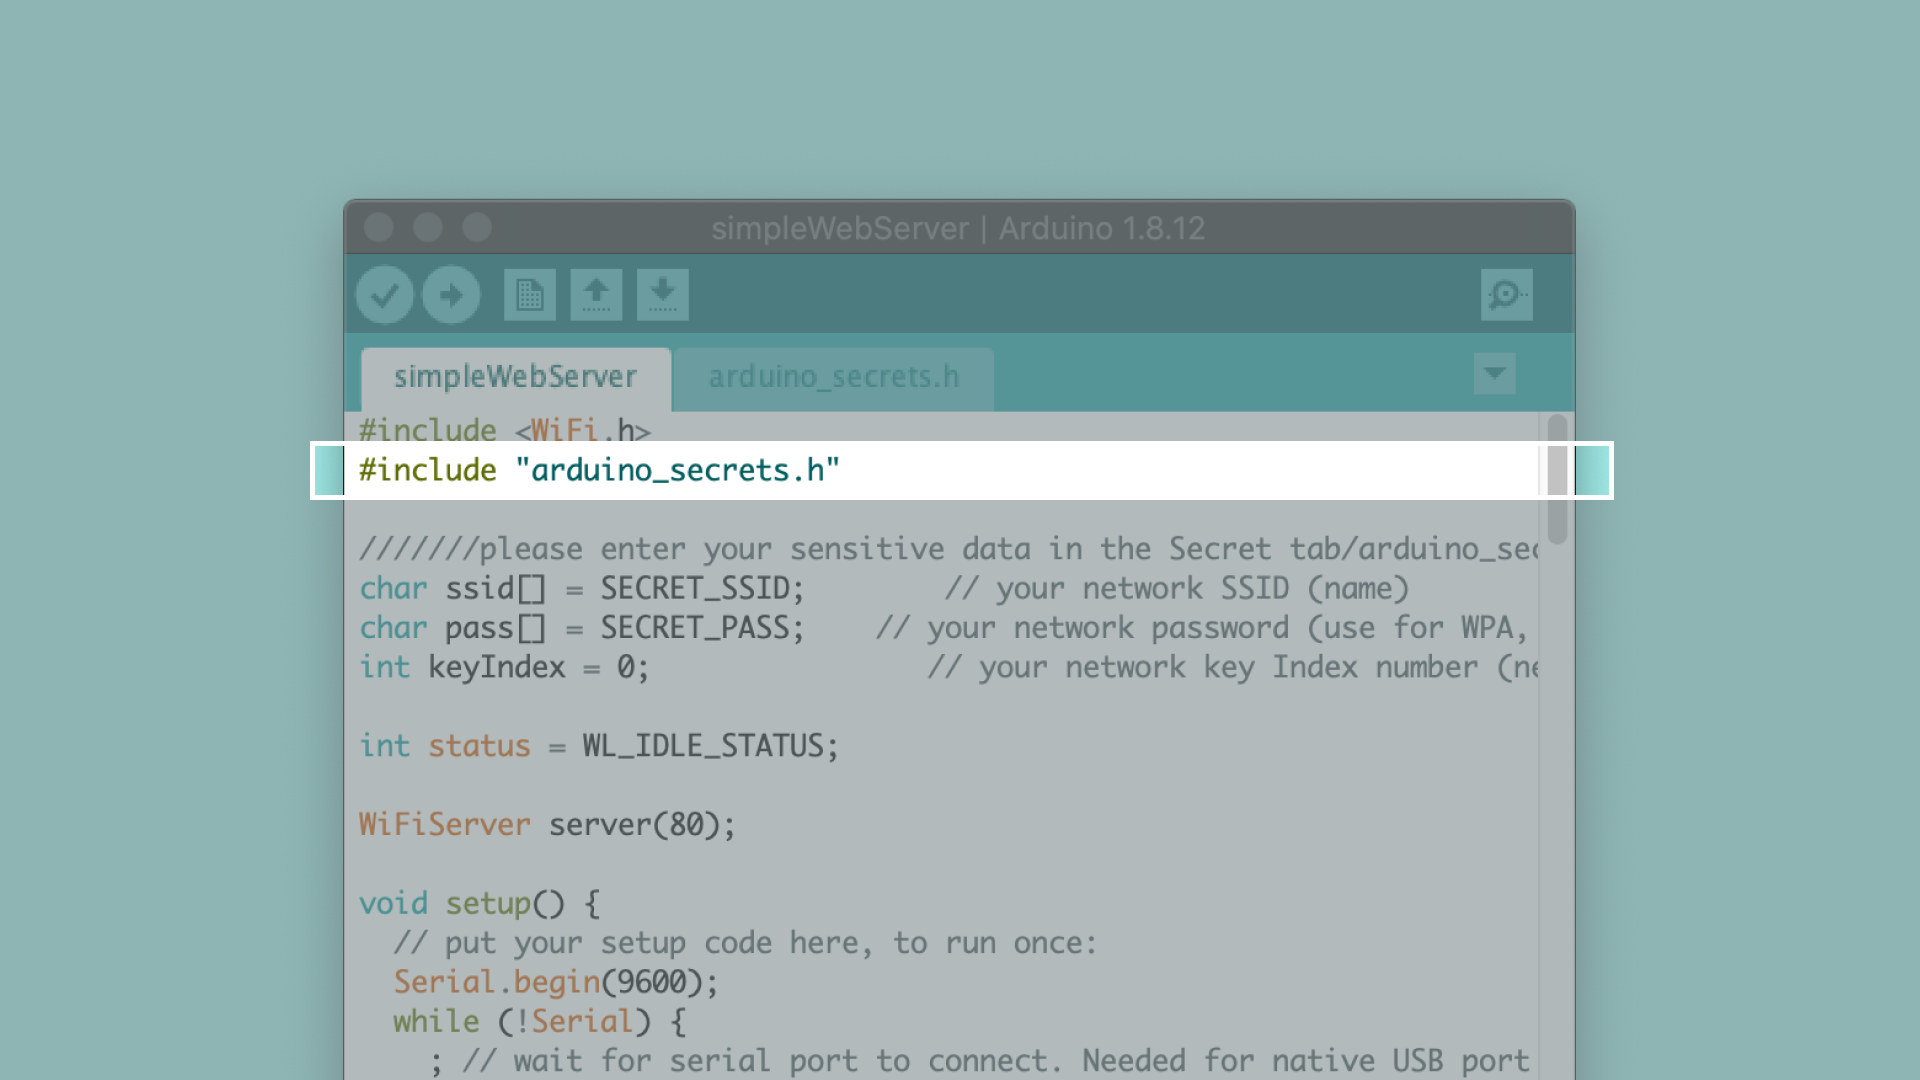 simpleWebServer | Arduino 1.8.12
simpleWebServer
arduino_secrets.h
#include <WiFi.h>
#include "arduino_secrets.h"
///////please enter your sensitive data in the Secret tab/arduino_sec
char ssid[] = SECRET_SSID;        // your network SSID (name)
char pass[] = SECRET_PASS;    // your network password (use for WPA,
int keyIndex = 0;                // your network key Index number (ne
int status = WL_IDLE_STATUS;
WiFiServer server(80);
void setup() {
  // put your setup code here, to run once:
  Serial.begin(9600);
  while (!Serial) {
    ; // wait for serial port to connect. Needed for native USB port